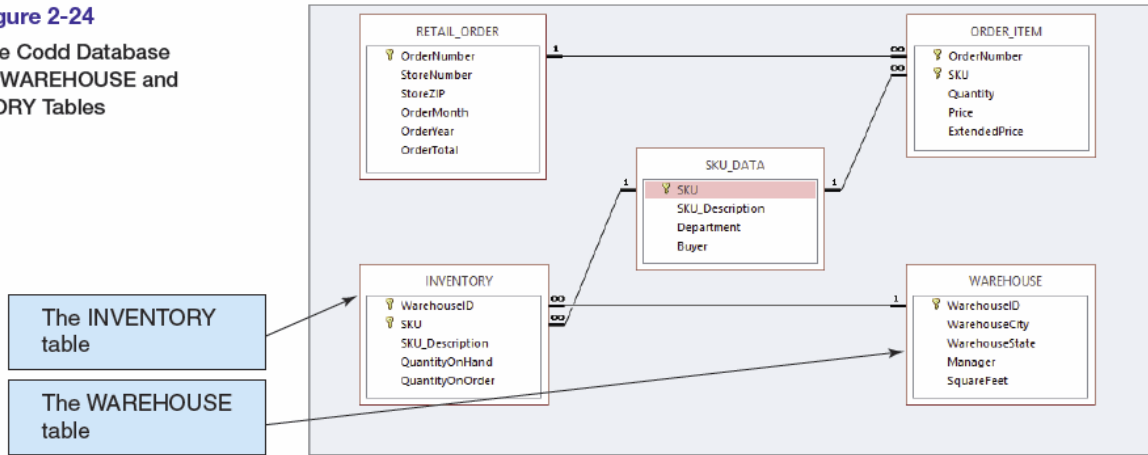 gure 2-24
e Codd Database
WAREHOUSE and
ORY Tables
RETAIL_ORDER
OrderNumber
StoreNumber
StoreZIP
OrderMonth
OrderYear
OrderTotal
1
∞
∞
ORDER_ITEM
OrderNumber
SKU
Quantity
Price
ExtendedPrice
SKU_DATA
1
1
SKU
SKU_Description
Department
Buyer
INVENTORY
WarehouseID
SKU
SKU_Description
QuantityOnHand
QuantityOnOrder
∞
∞
1
WAREHOUSE
WarehouseID
WarehouseCity
WarehouseState
Manager
SquareFeet
The INVENTORY
table
The WAREHOUSE
table